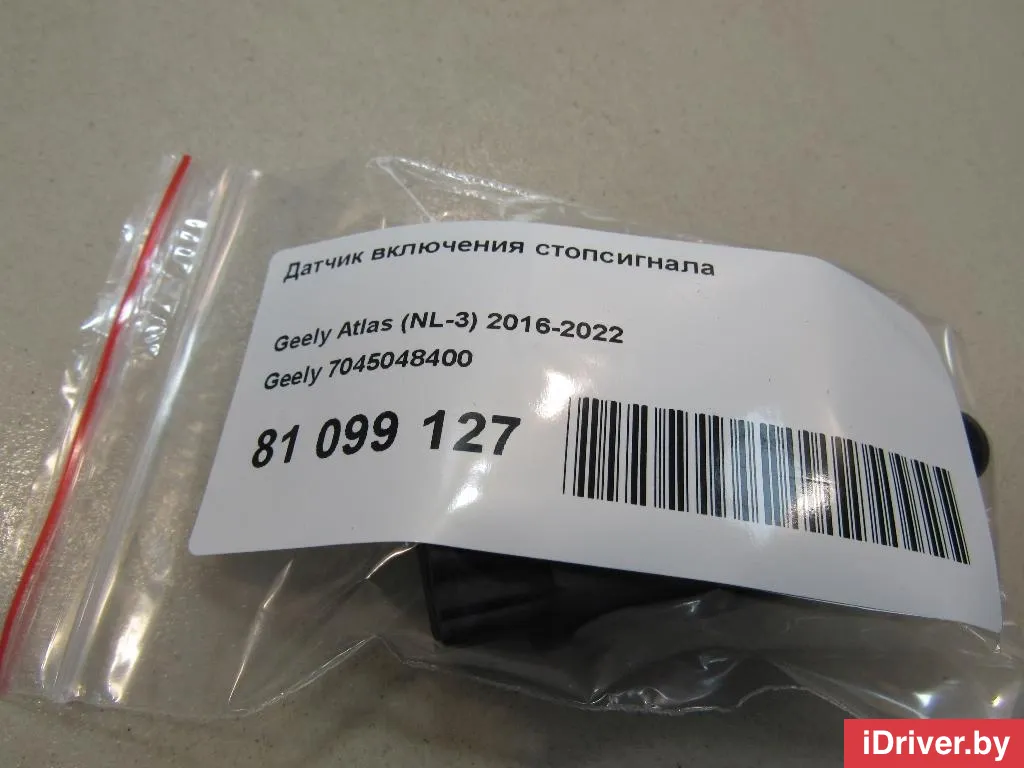 Датчик включения стопсигнала
Geely Atlas (NL-3) 2016-2022
Geely 7045048400
81 099 127
iDriver.by